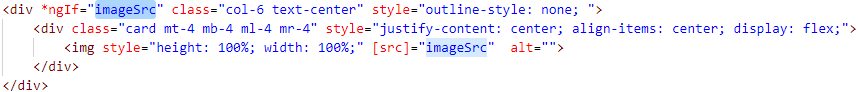 <div *ngIf="imageSrc" class="col-6 text-center" style="outline-style: none; ">
<div class="card mt-4 mb-4 ml-4 mr-4" style="justify-content: center; align-items: center; display: flex;">
<img style="height: 100%; width: 100%;" [src]="imageSrc"  alt="">
</div>
</div>